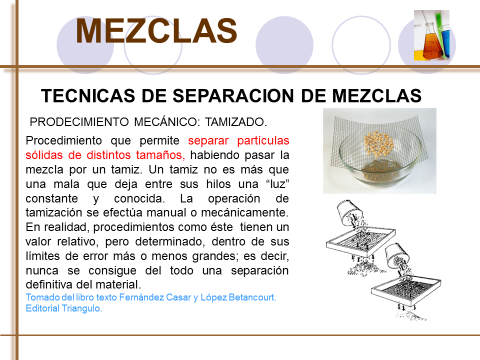 MEZCLAS
TECNICAS DE SEPARACION DE MEZCLAS
PRODECIMIENTO MECÁNICO: TAMIZADO.
Procedimiento que permite separar partículas
sólidas de distintos tamaños, habiendo pasar la
mezcla por un tamiz. Un tamiz no es más que
una mala que deja entre sus hilos una “luz”
constante y conocida. La operación de
tamización se efectúa manual o mecánicamente.
En realidad, procedimientos como éste tienen un
valor relativo, pero determinado, dentro de sus
límites de error más o menos grandes; es decir,
nunca se consigue del todo una separación
definitiva del material.
Tomado del libro texto Fernández Casar y López Betancourt.
Editorial Triangulo.